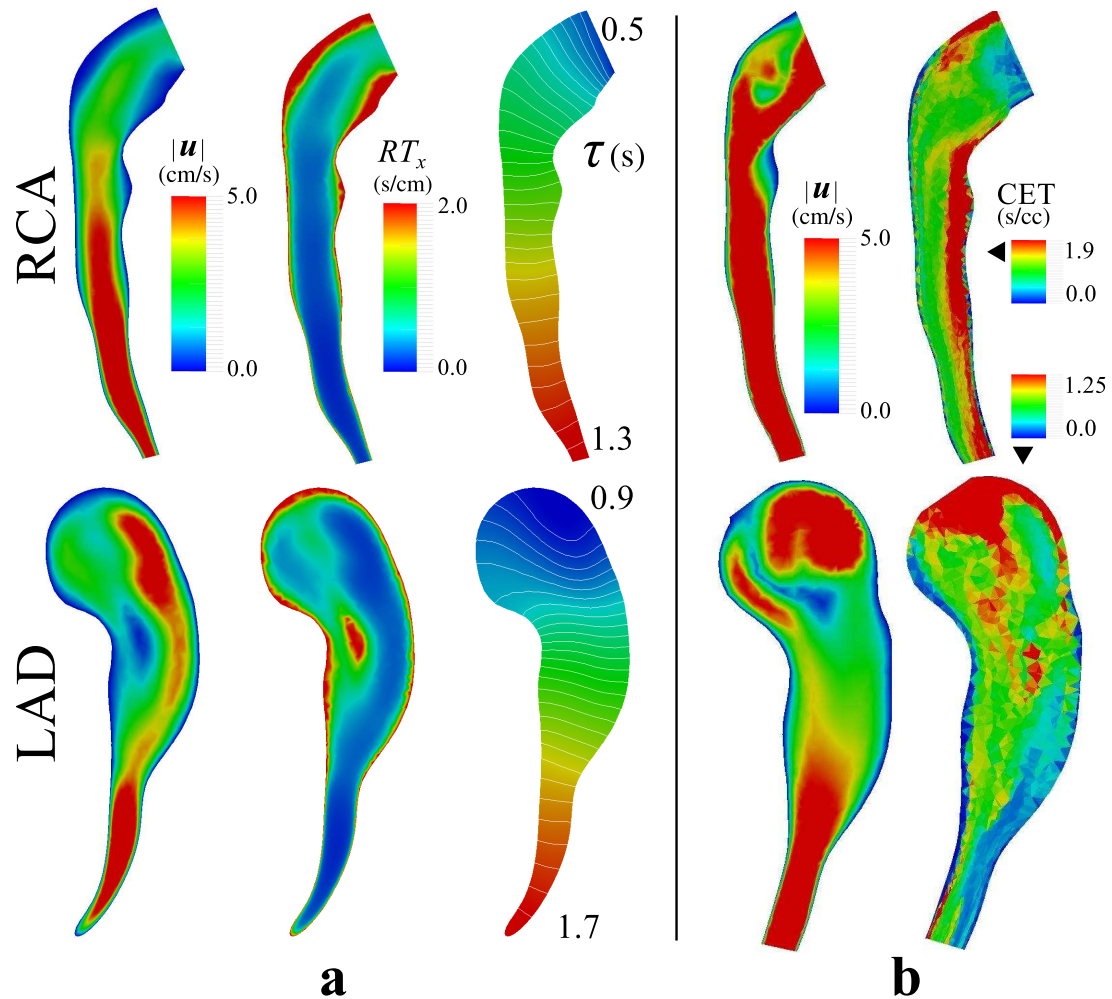 RCA
|u|
(cm/s)
5.0
0.0
RTx
(s/cm)
2.0
0.0
0.5
τ (s)
1.3
|u|
(cm/s)
5.0
0.0
CET
(s/cc)
1.9
0.0
1.25
0.0
LAD
0.9
1.7
a
b